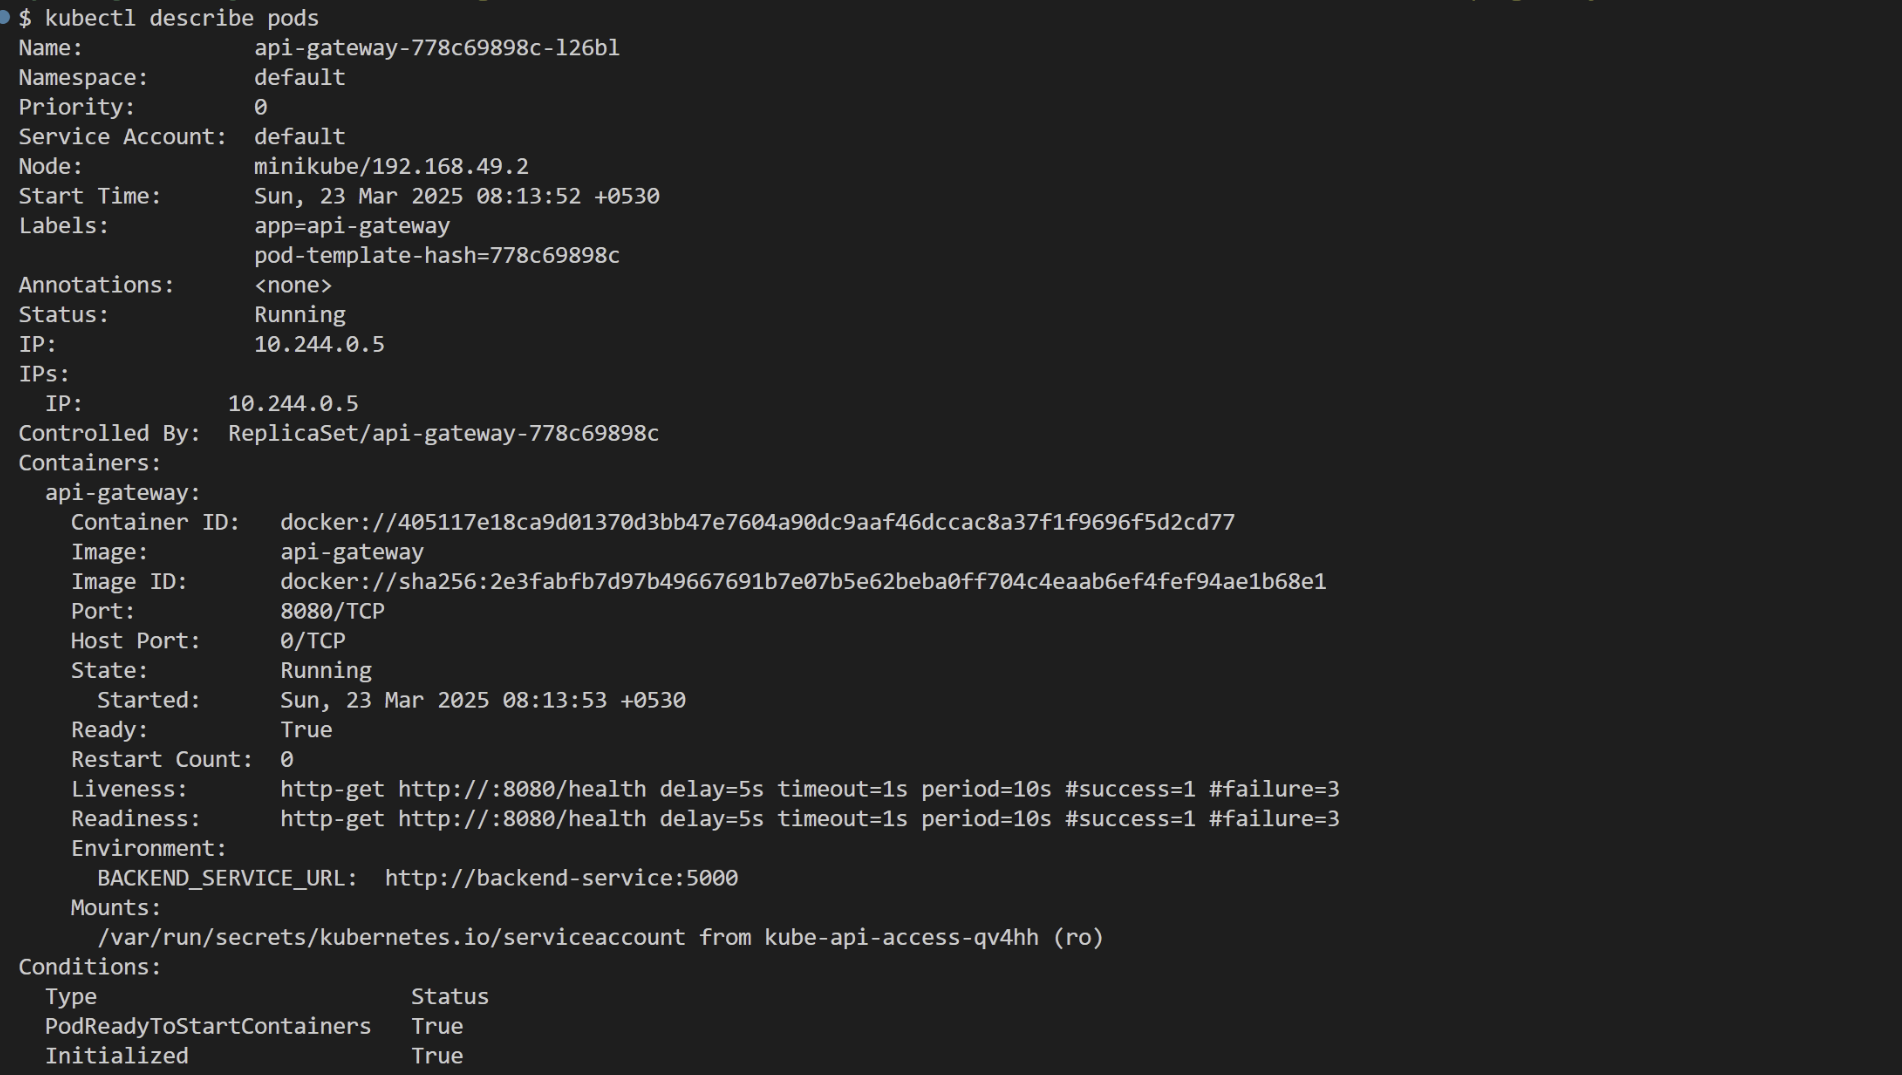 $ kubectl describe pods
Name:             api-gateway-778c69898c-l26bl
Namespace:        default
Priority:         0
Service Account:  default
Node:             minikube/192.168.49.2
Start Time:       Sun, 23 Mar 2025 08:13:52 +0530
Labels:           app=api-gateway
                  pod-template-hash=778c69898c
Annotations:      <none>
Status:           Running
IP:               10.244.0.5
IPs:
  IP:           10.244.0.5
Controlled By:  ReplicaSet/api-gateway-778c69898c
Containers:
  api-gateway:
    Container ID:   docker://405117e18ca9d01370d3bb47e7604a90dc9aaf46dccac8a37f1f9696f5d2cd77
    Image:          api-gateway
    Image ID:       docker://sha256:2e3fabfb7d97b49667691b7e07b5e62beba0ff704c4eaab6ef4fef94ae1b68e1
    Port:           8080/TCP
    Host Port:      0/TCP
    State:          Running
      Started:      Sun, 23 Mar 2025 08:13:53 +0530
    Ready:          True
    Restart Count:  0
    Liveness:       http-get http://:8080/health delay=5s timeout=1s period=10s #success=1 #failure=3
    Readiness:      http-get http://:8080/health delay=5s timeout=1s period=10s #success=1 #failure=3
    Environment:
      BACKEND_SERVICE_URL:  http://backend-service:5000
    Mounts:
      /var/run/secrets/kubernetes.io/serviceaccount from kube-api-access-qv4hh (ro)
Conditions:
  Type                        Status
  PodReadyToStartContainers   True
  Initialized                 True